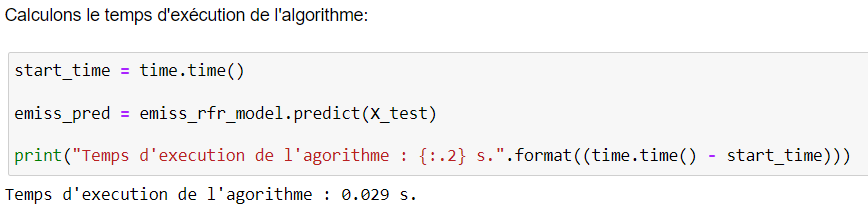 Calculons le temps d'exécution de l'algorithme:
start_time = time.time()
emiss_pred = emiss_rfr_model.predict(X_test)
print("Temps d'execution de l'agorithme : {:.2} s.".format((time.time() - start_time)))
Temps d'execution de l'agorithme : 0.029 s.